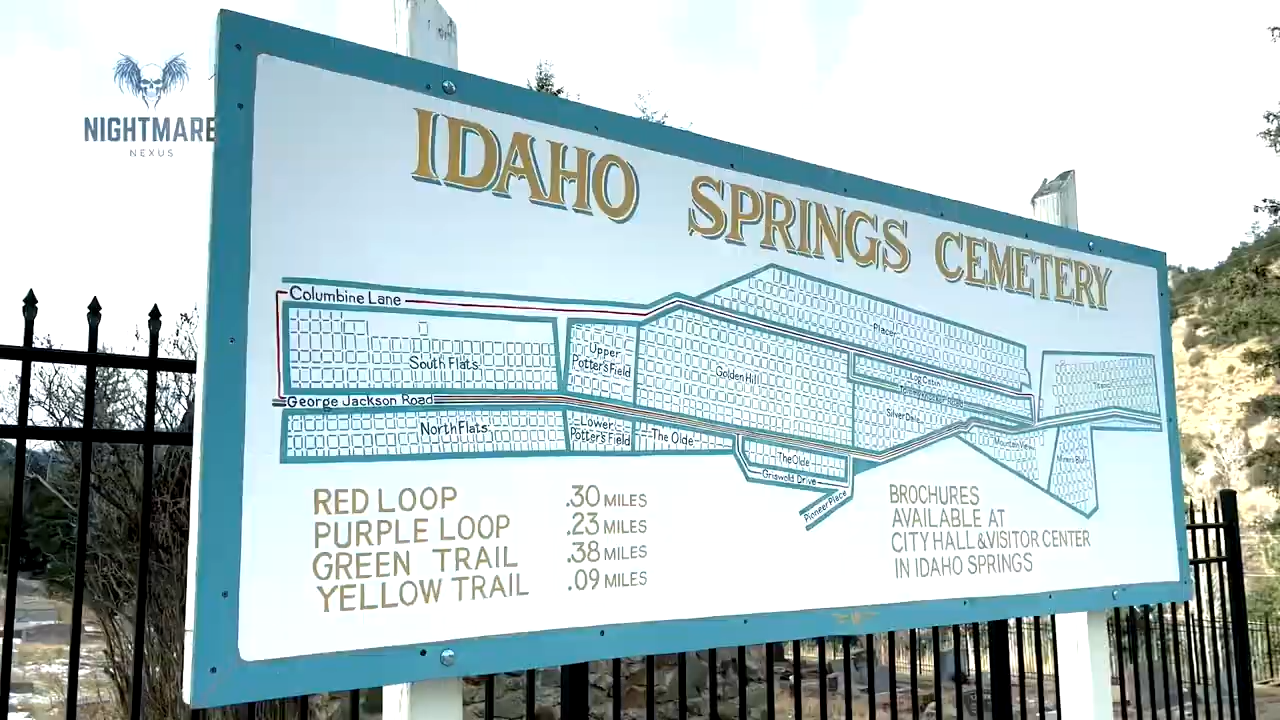 NIGHTMARE
NEXUS
IDAHO SPRINGS CEMETERY
Columbine Lane
Placer
South Flats
Upper
Potter's Field
Golden Hill
Log Cabin
Silver Dale
George Jackson Road
North Flats
Lower
Potter's Field
The Olde
The Olde
Griswold Drive
Pioneer Place
Mountain View
Miners Bluff
RED LOOP .30 MILES
PURPLE LOOP .23 MILES
GREEN TRAIL .38 MILES
YELLOW TRAIL .09 MILES
BROCHURES
AVAILABLE AT
CITY HALL & VISITOR CENTER
IN IDAHO SPRINGS